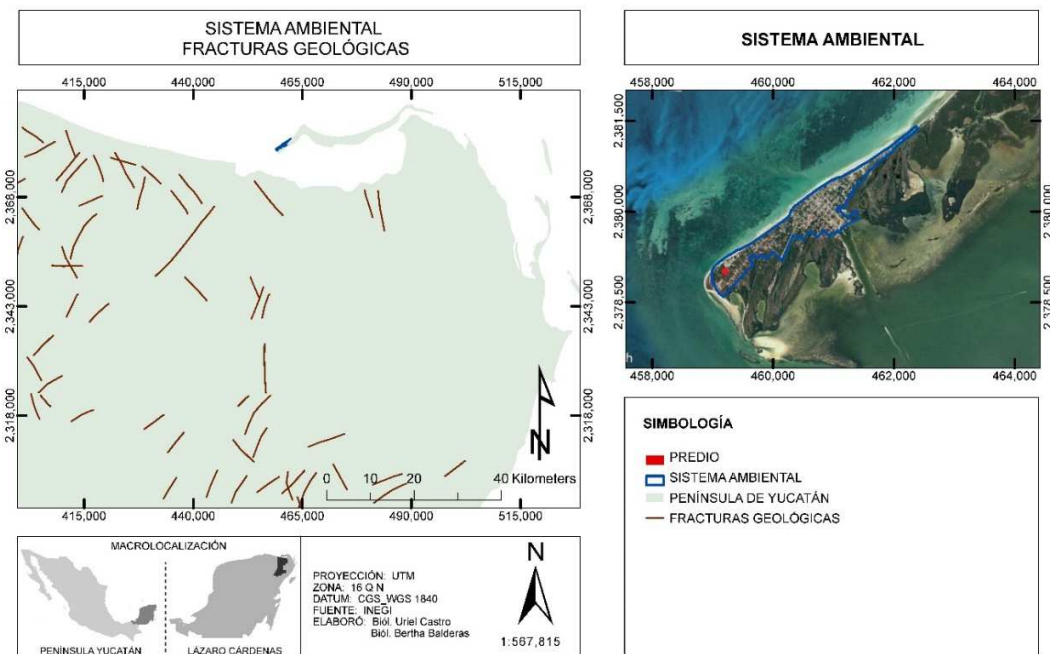 SISTEMA AMBIENTAL
FRACTURAS GEOLÓGICAS
415,000 440,000 465,000 490,000 515,000
2,368,000 2,368,000
2,343,000 2,343,000
2,318,000 2,318,000
N
0 10 20 40 Kilometers
415,000 440,000 465,000 490,000 515,000
SISTEMA AMBIENTAL
458,000 460,000 462,000 464,000
2,381,500 2,381,500
2,380,000 2,380,000
2,378,500 2,378,500
h
458,000 460,000 462,000 464,000
SIMBOLOGÍA
PREDIO
SISTEMA AMBIENTAL
PENÍNSULA DE YUCATÁN
FRACTURAS GEOLÓGICAS
MACROLOCALIZACIÓN
PENÍNSULA YUCATÁN
LÁZARO CÁRDENAS
PROYECCIÓN: UTM
ZONA: 16 Q N
DATUM: CGS_WGS 1840
FUENTE: INEGI
ELABORÓ: Biól. Uriel Castro
Biól. Bertha Balderas
N
1:567,815